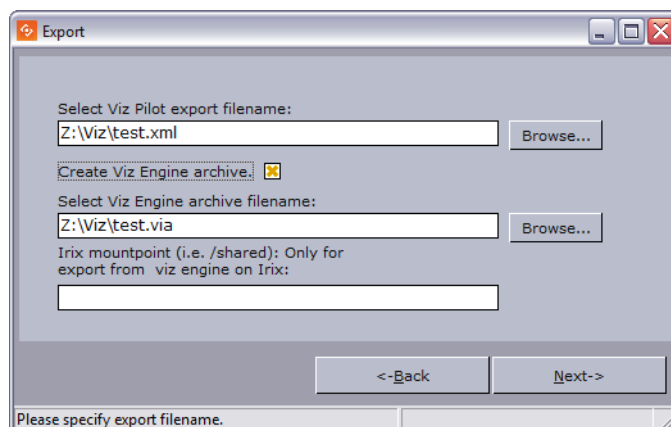 Export
Select Viz Pilot export filename:
Z:\Viz\test.xml
Browse...
Create Viz Engine archive.
Select Viz Engine archive filename:
Z:\Viz\test.via
Browse...
Irix mountpoint (i.e. /shared): Only for
export from viz engine on Irix:
<-Back
Next->
Please specify export filename.